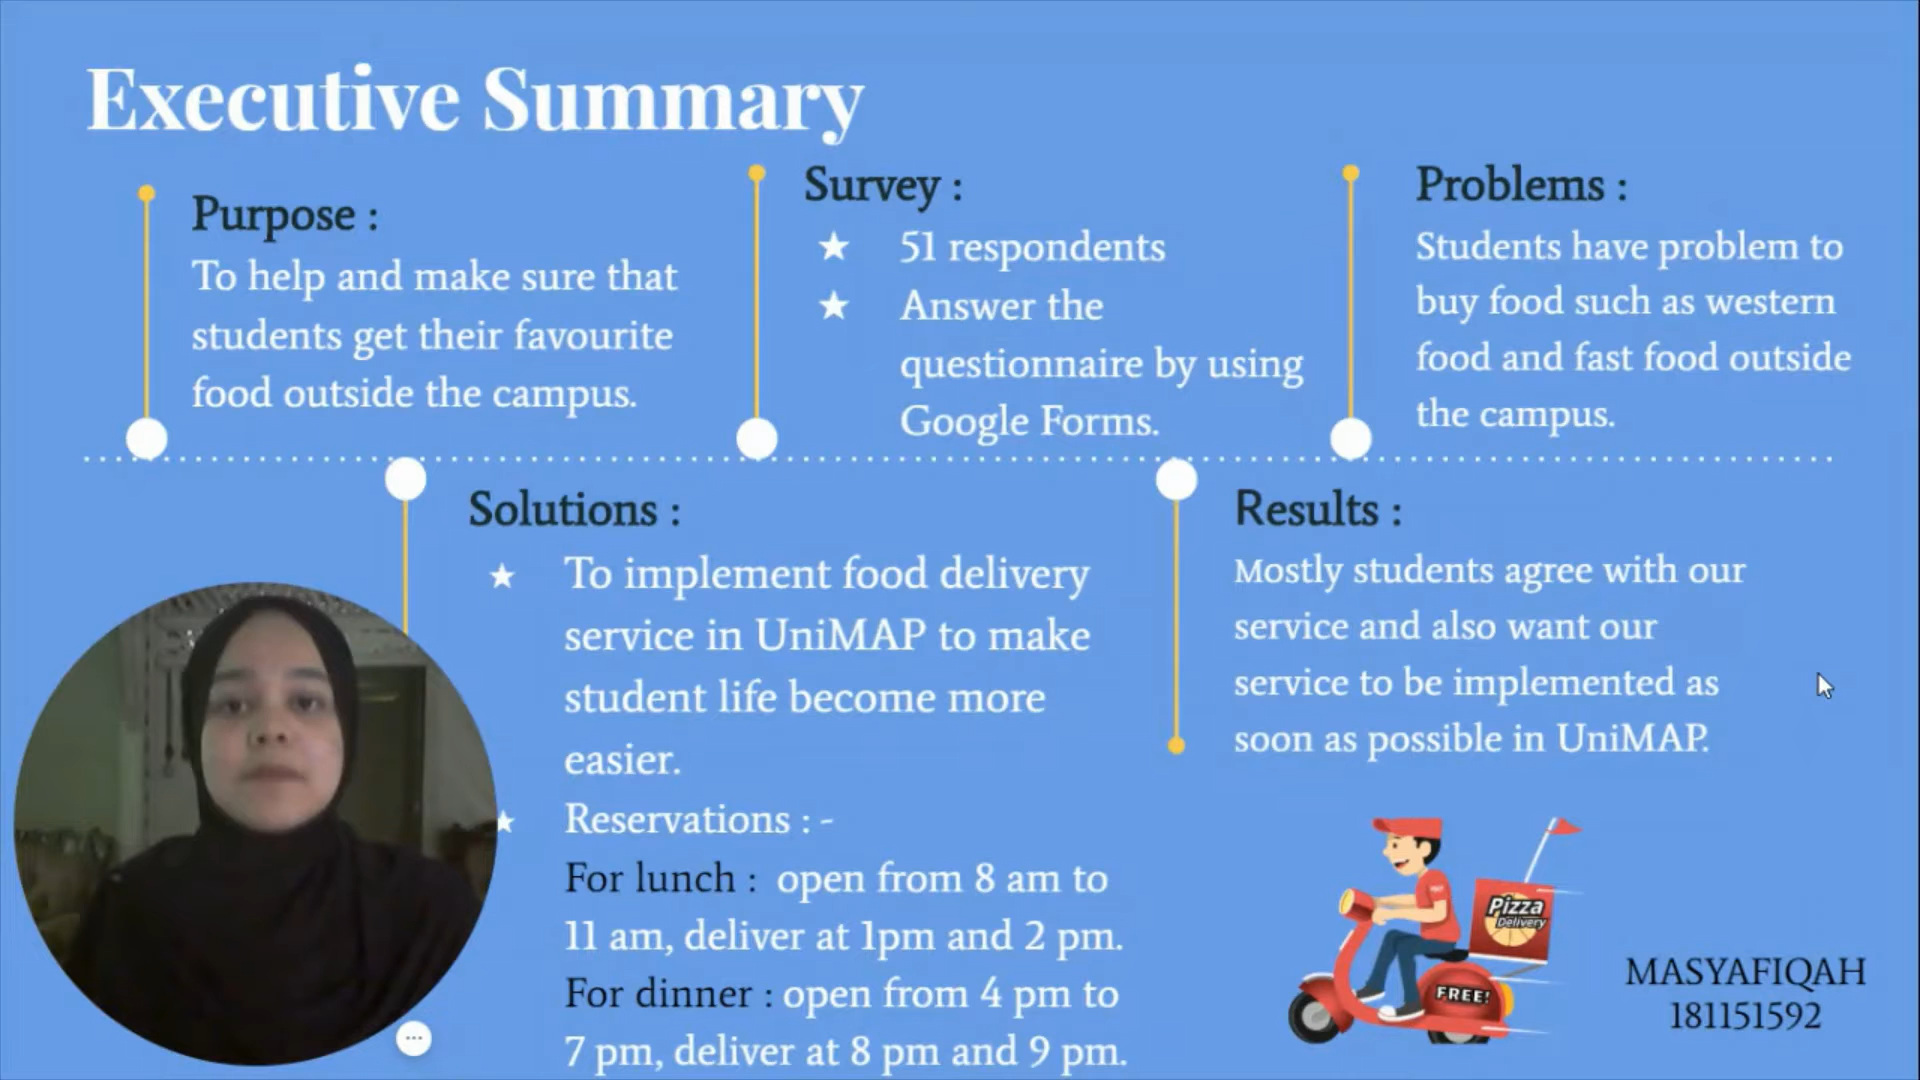 Executive Summary
Purpose :
To help and make sure that
students get their favourite
food outside the campus.
Survey :
★ 51 respondents
★ Answer the
questionnaire by using
Google Forms.
Problems :
Students have problem to
buy food such as western
food and fast food outside
the campus.
Solutions :
★ To implement food delivery
service in UniMAP to make
student life become more
easier.
★ Reservations : -
For lunch : open from 8 am to
11 am, deliver at 1pm and 2 pm.
For dinner : open from 4 pm to
7 pm, deliver at 8 pm and 9 pm.
Results :
Mostly students agree with our
service and also want our
service to be implemented as
soon as possible in UniMAP.
Pizza
Delivery
FREE!
MASYAFIQAH
181151592